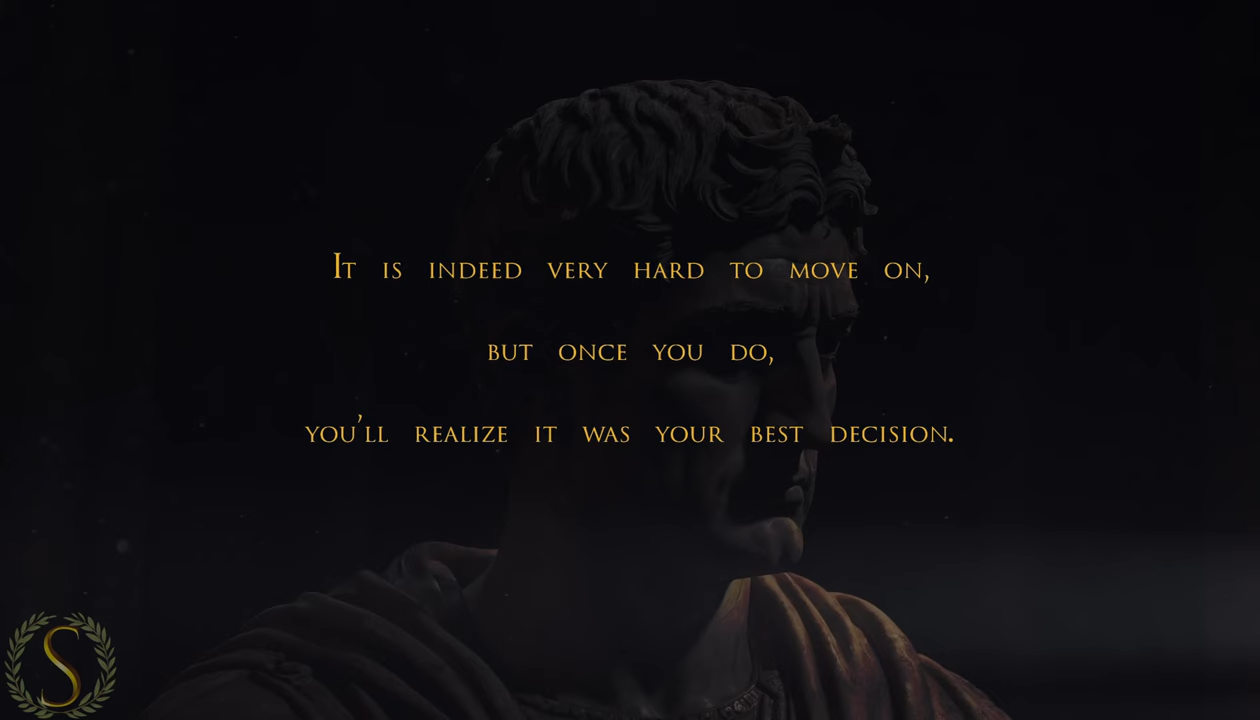 It is indeed very hard to move on,
but once you do,
you'll realize it was your best decision.
S